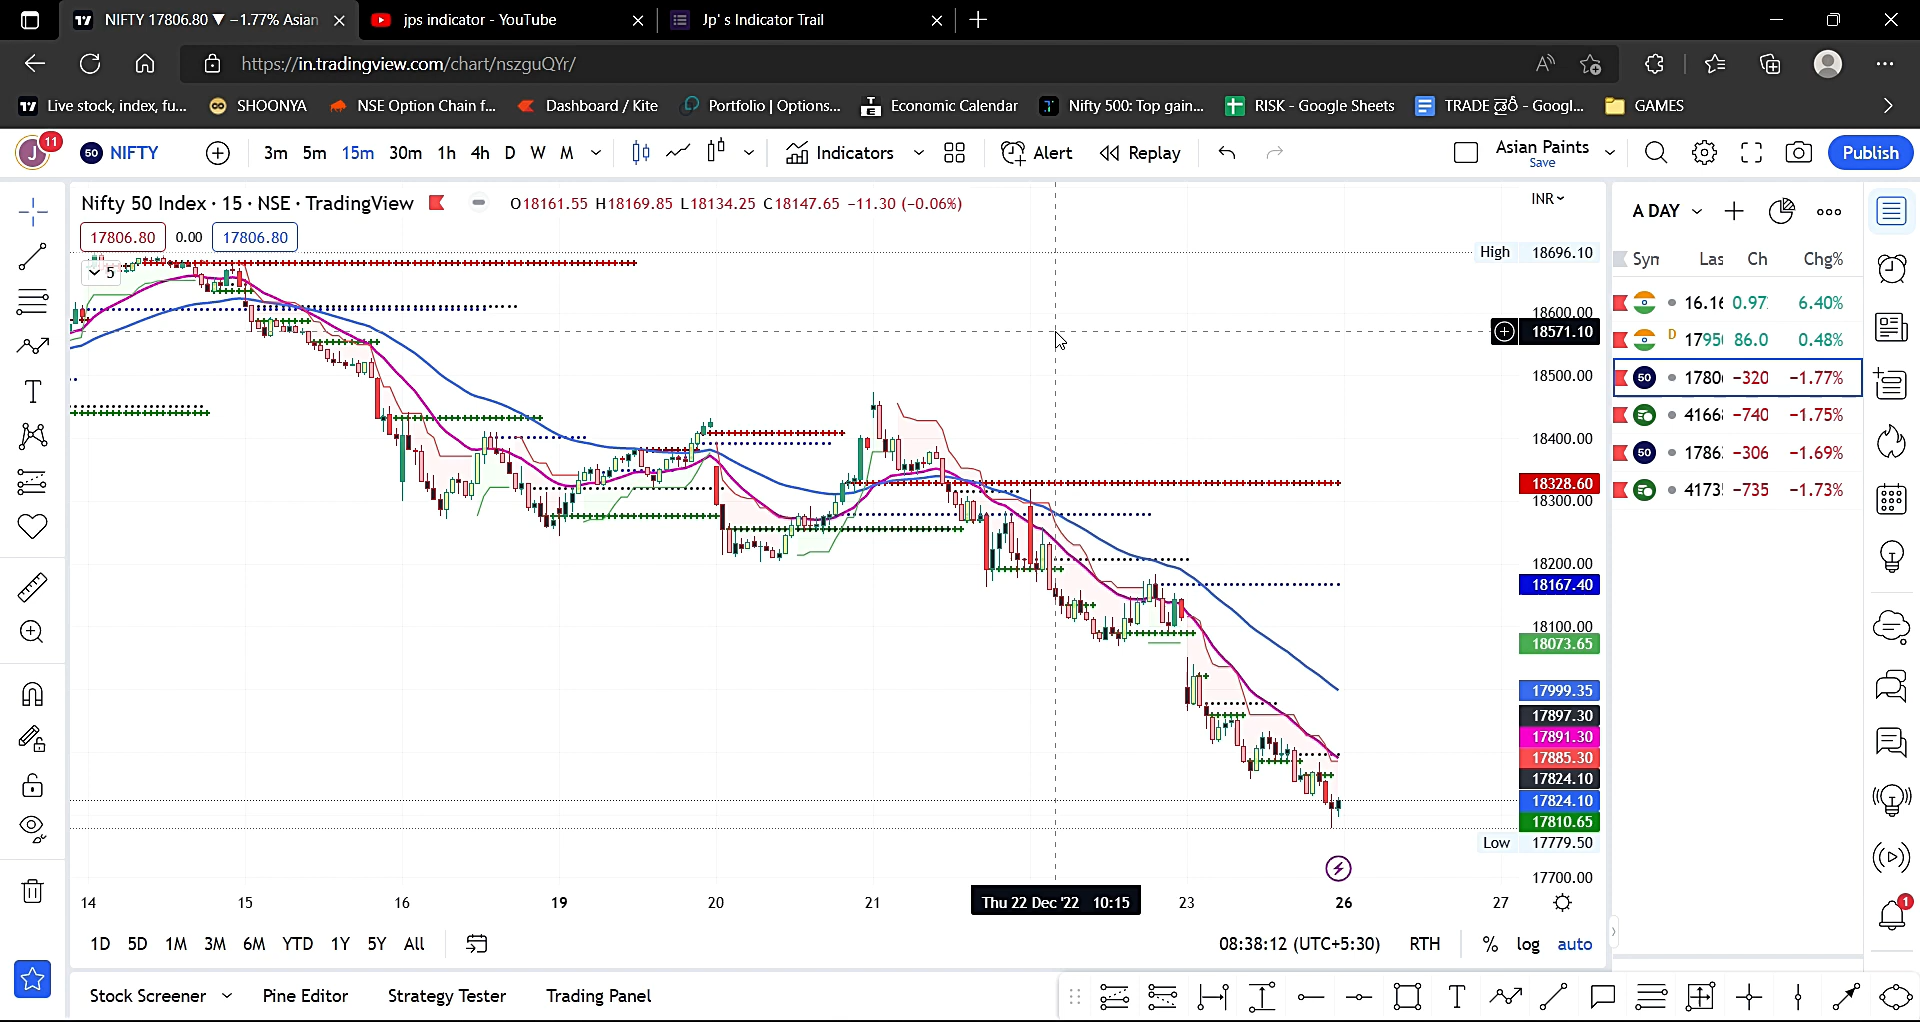 NIFTY 17806.80 ▼ −1.77% Asian
jps indicator - YouTube
Jp' s Indicator Trail
https://in.tradingview.com/chart/nszguQYr/
Live stock, index, fu...
SHOONYA
NSE Option Chain f...
Dashboard / Kite
Portfolio | Options...
Economic Calendar
Nifty 500: Top gain...
RISK - Google Sheets
TRADE డైరీ - Googl...
GAMES
J 11
50 NIFTY
3m 5m 15m 30m 1h 4h D W M
Indicators
Alert
Replay
Asian Paints
Save
Publish
Nifty 50 Index · 15 · NSE · TradingView
O18161.55 H18169.85 L18134.25 C18147.65 −11.30 (−0.06%)
INR
17806.80 0.00 17806.80
5
High 18696.10
18600.00
18571.10
18500.00
18400.00
18328.60
18300.00
18200.00
18167.40
18100.00
18073.65
17999.35
17897.30
17891.30
17885.30
17824.10
17824.10
17810.65
Low 17779.50
17700.00
14 15 16 19 20 21 Thu 22 Dec '22 10:15 23 26 27
1D 5D 1M 3M 6M YTD 1Y 5Y All
08:38:12 (UTC+5:30) RTH % log auto
Stock Screener
Pine Editor
Strategy Tester
Trading Panel
A DAY
Syn Las Ch Chg%
16.16 0.97 6.40%
D 1795 86.0 0.48%
50 1780 −320 −1.77%
4166 −740 −1.75%
50 1786 −306 −1.69%
4173 −735 −1.73%
1